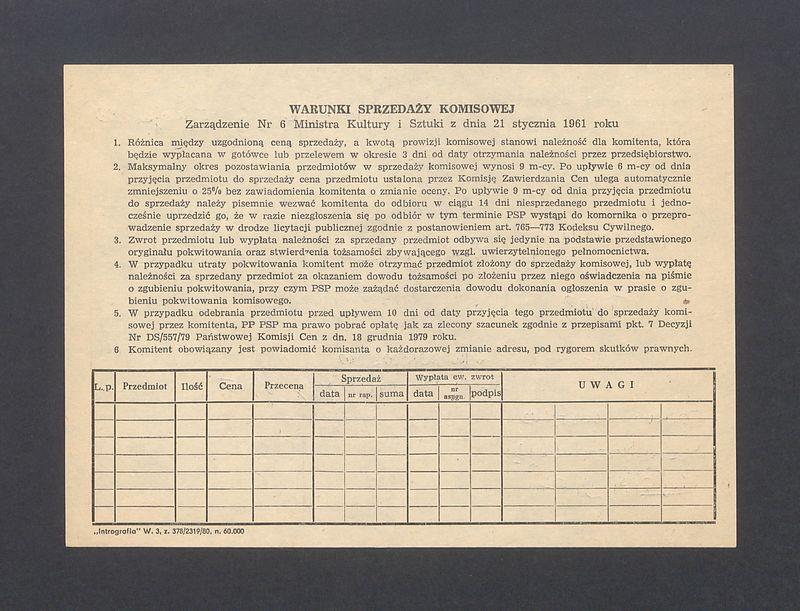 WARUNKI SPRZEDAŻY KOMISOWEJ
Zarządzenie Nr 6 Ministra Kultury i Sztuki z dnia 21 stycznia 1961 roku
1. Różnica między uzgodnioną ceną sprzedaży, a kwotą prowizji komisowej stanowi należność dla komitenta, która
będzie wypłacana w gotówce lub przelewem w okresie 3 dni od daty otrzymania należności przez przedsiębiorstwo.
2. Maksymalny okres pozostawania przedmiotów w sprzedaży komisowej wynosi 9 m-cy. Po upływie 6 m-cy od dnia
przyjęcia przedmiotu do sprzedaży cena przedmiotu ustalona przez Komisję Zawierdzania Cen ulega automatycznie
zmniejszeniu o 25% bez zawiadomienia komitenta o zmianie oceny. Po upływie 9 m-cy od dnia przyjęcia przedmiotu
do sprzedaży należy pisemnie wezwać komitenta do odbioru w ciągu 14 dni niesprzedanego przedmiotu i jedno-
cześnie uprzedzić go, że w razie niezgłoszenia się po odbiór w tym terminie PSP wystąpi do komornika o przepro-
wadzenie sprzedaży w drodze licytacji publicznej zgodnie z postanowieniem art. 765—773 Kodeksu Cywilnego.
3. Zwrot przedmiotu lub wypłata należności za sprzedany przedmiot odbywa się jedynie na podstawie przedstawionego
oryginału pokwitowania oraz stwierdzenia tożsamości zbywającego wzgl. uwierzytelnionego pełnomocnictwa.
4. W przypadku utraty pokwitowania komitent może otrzymać przedmiot złożony do sprzedaży komisowej, lub wypłatę
należności za sprzedany przedmiot za okazaniem dowodu tożsamości po złożeniu przez niego oświadczenia na piśmie
o zgubieniu pokwitowania, przy czym PSP może zażądać dostarczenia dowodu dokonania ogłoszenia w prasie o zgu-
bieniu pokwitowania komisowego.
5. W przypadku odebrania przedmiotu przed upływem 10 dni od daty przyjęcia tego przedmiotu do sprzedaży komi-
sowej przez komitenta, PP PSP ma prawo pobrać opłatę jak za zlecony szacunek zgodnie z przepisami pkt. 7 Decyzji
Nr DS/557/79 Państwowej Komisji Cen z dn. 18 grudnia 1979 roku.
6 Komitent obowiązany jest powiadomić komisanta o każdorazowej zmianie adresu, pod rygorem skutków prawnych.
L. p. Przedmiot Ilość Cena Przecena Sprzedaż Wypłata ew. zwrot UWAGI
data nr rap. suma data nr aspgn. podpis
„Intrografia" W. 3, z. 378/2319/80, n. 60.000